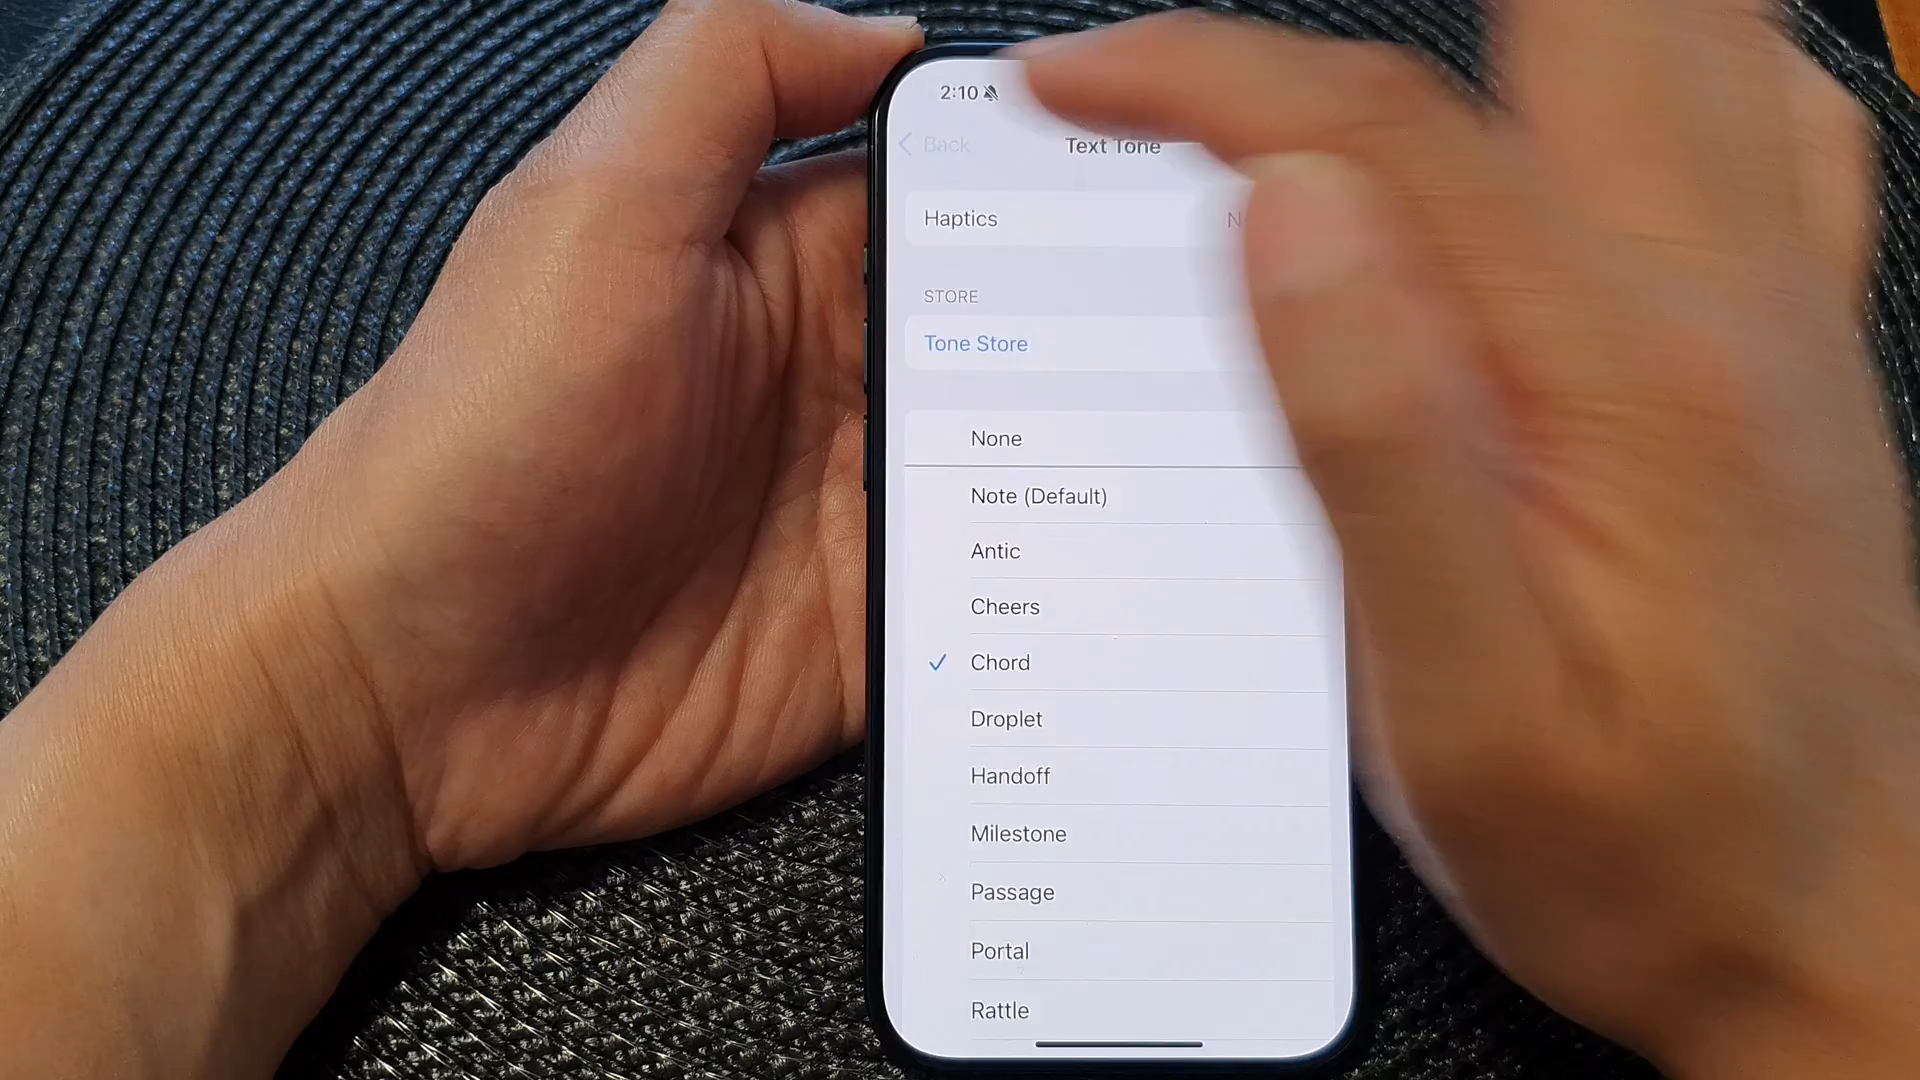 2:10
Back
Text Tone
Haptics
STORE
Tone Store
None
Note (Default)
Antic
Cheers
Chord
Droplet
Handoff
Milestone
Passage
Portal
Rattle